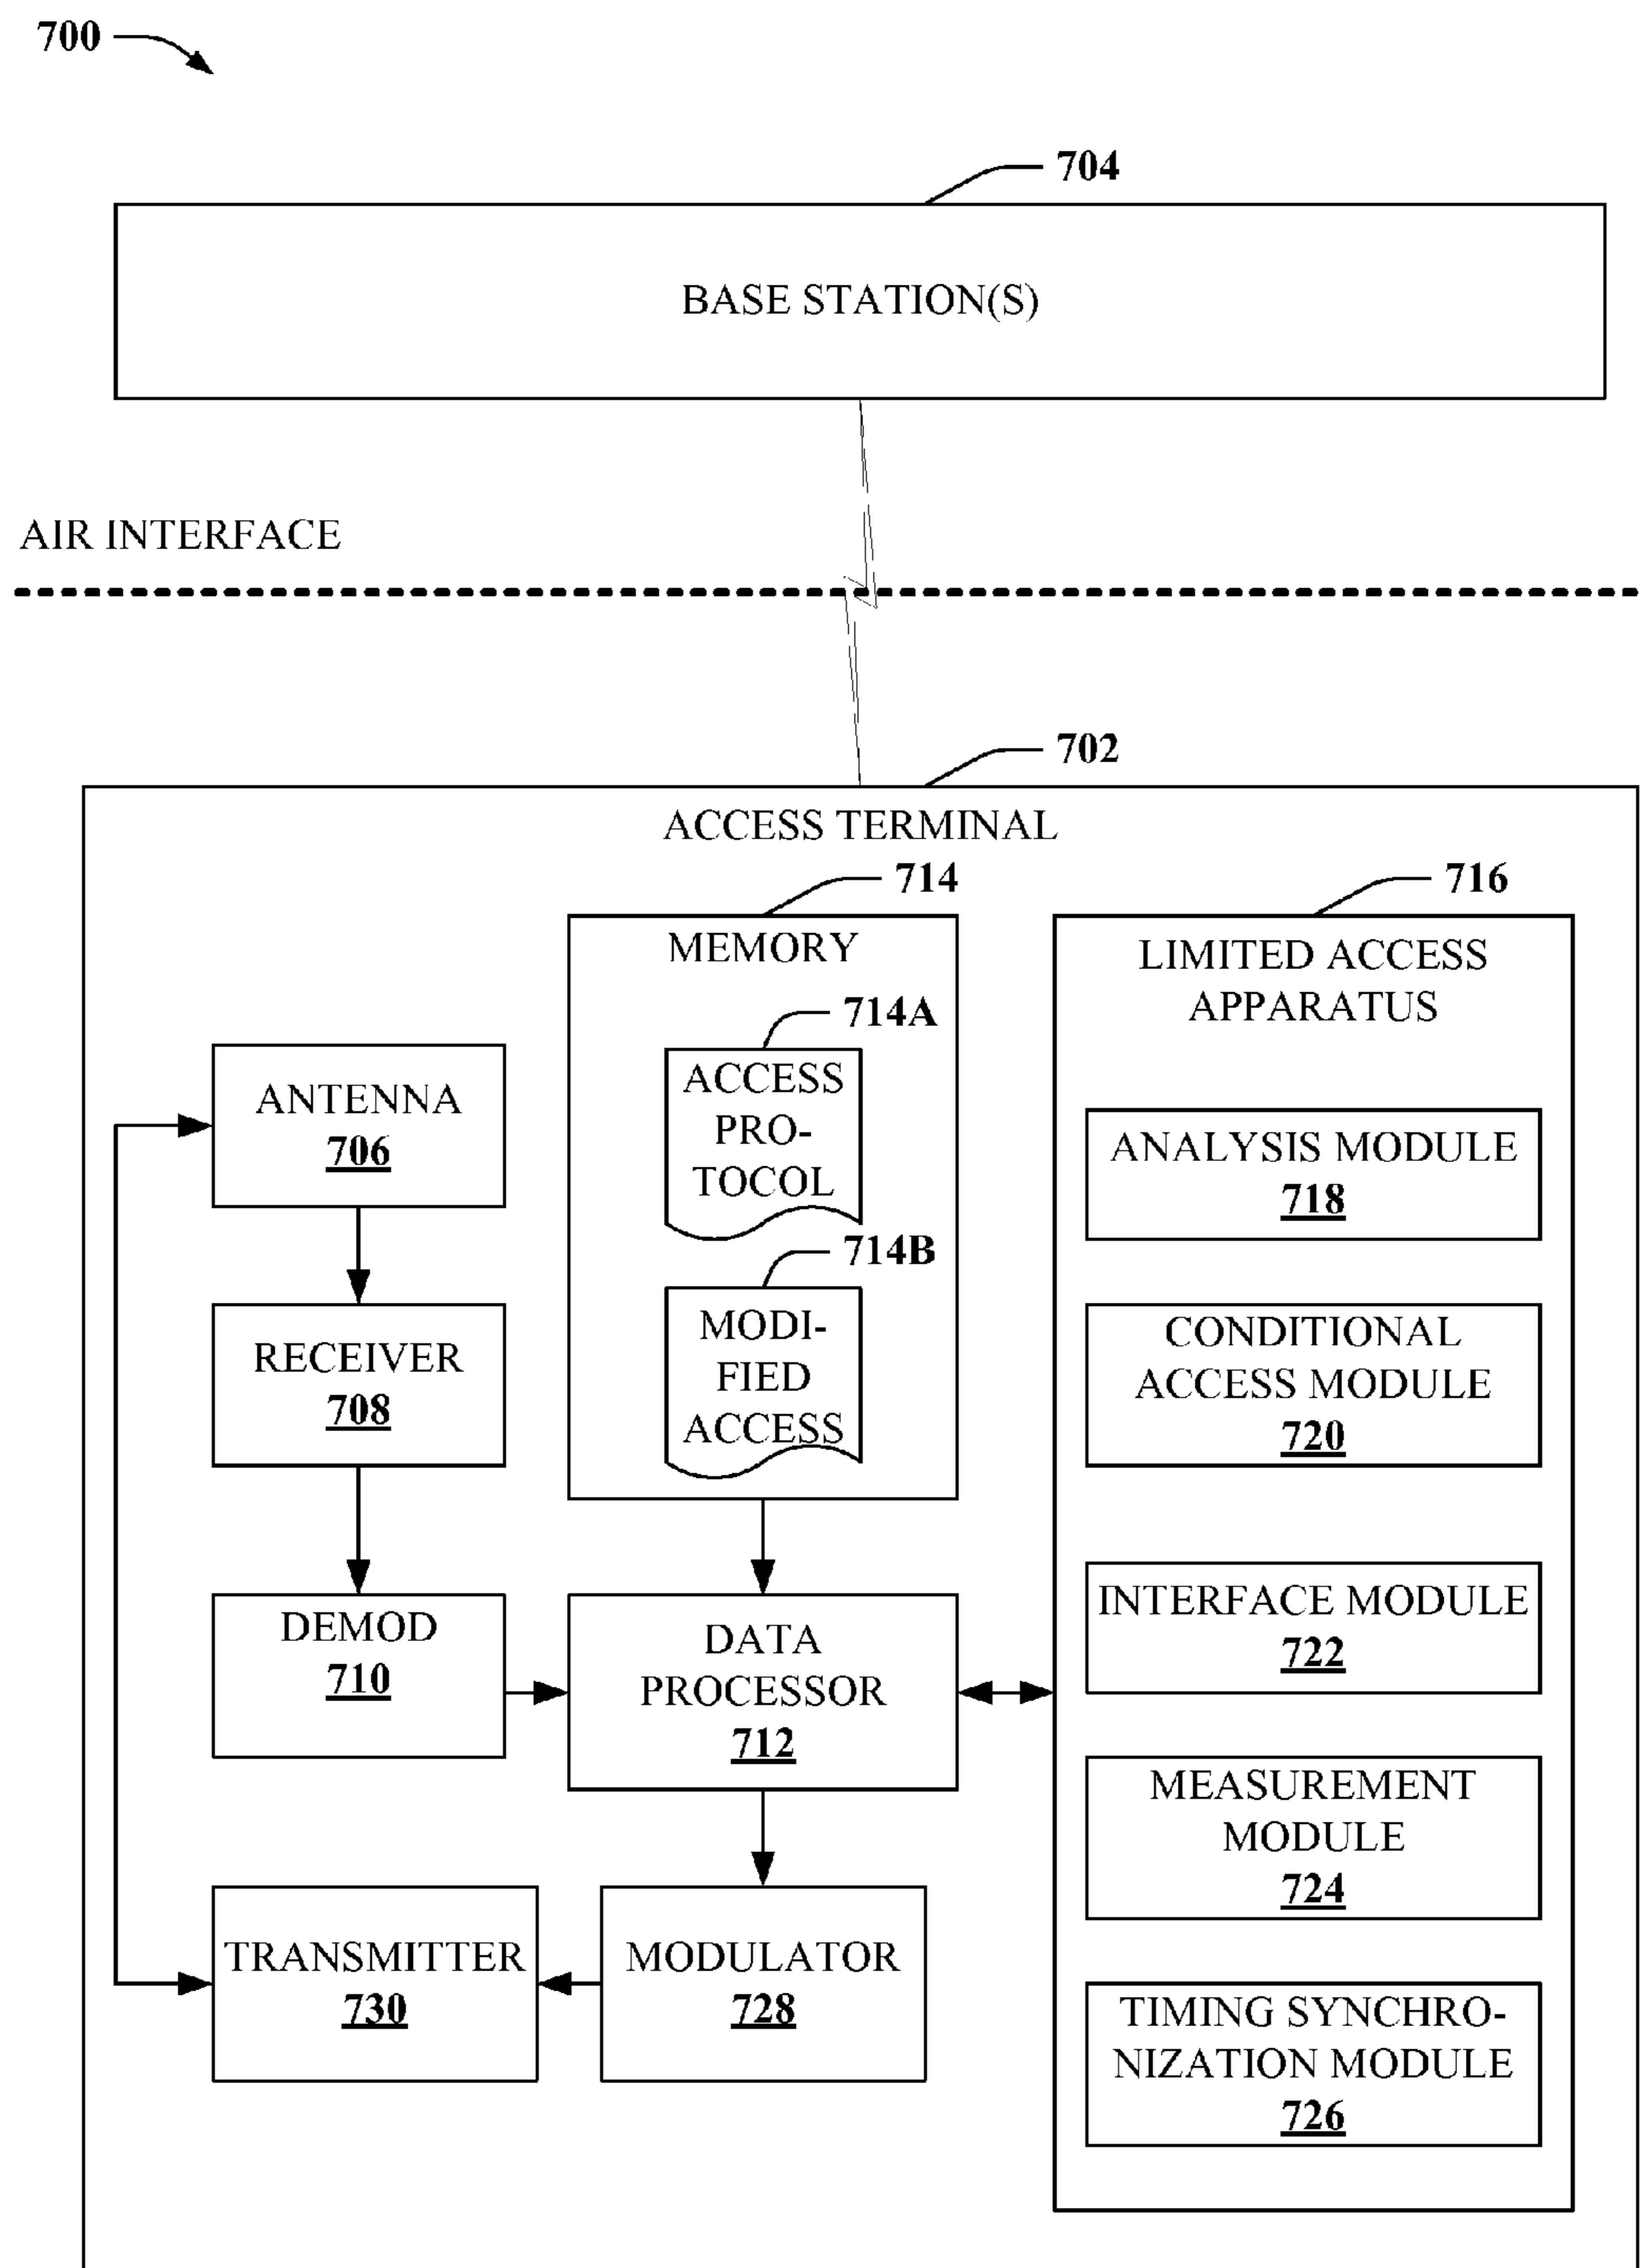 700
704
BASE STATION(S)
AIR INTERFACE
702
ACCESS TERMINAL
714
716
MEMORY
LIMITED ACCESS
APPARATUS
714A
ACCESS
PRO-
TOCOL
714B
MODI-
FIED
ACCESS
ANTENNA
706
RECEIVER
708
DEMOD
710
DATA
PROCESSOR
712
TRANSMITTER
730
MODULATOR
728
ANALYSIS MODULE
718
CONDITIONAL
ACCESS MODULE
720
INTERFACE MODULE
722
MEASUREMENT
MODULE
724
TIMING SYNCHRO-
NIZATION MODULE
726